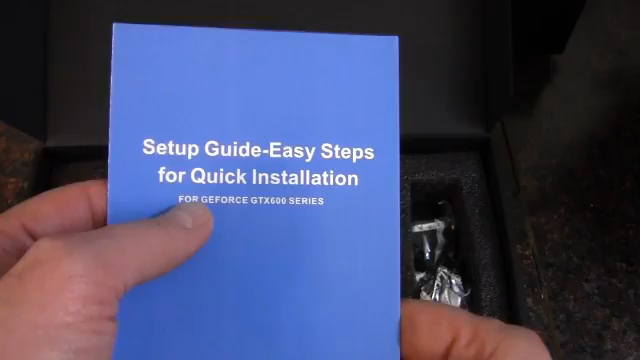 Setup Guide-Easy Steps
for Quick Installation
FOR GEFORCE GTX600 SERIES